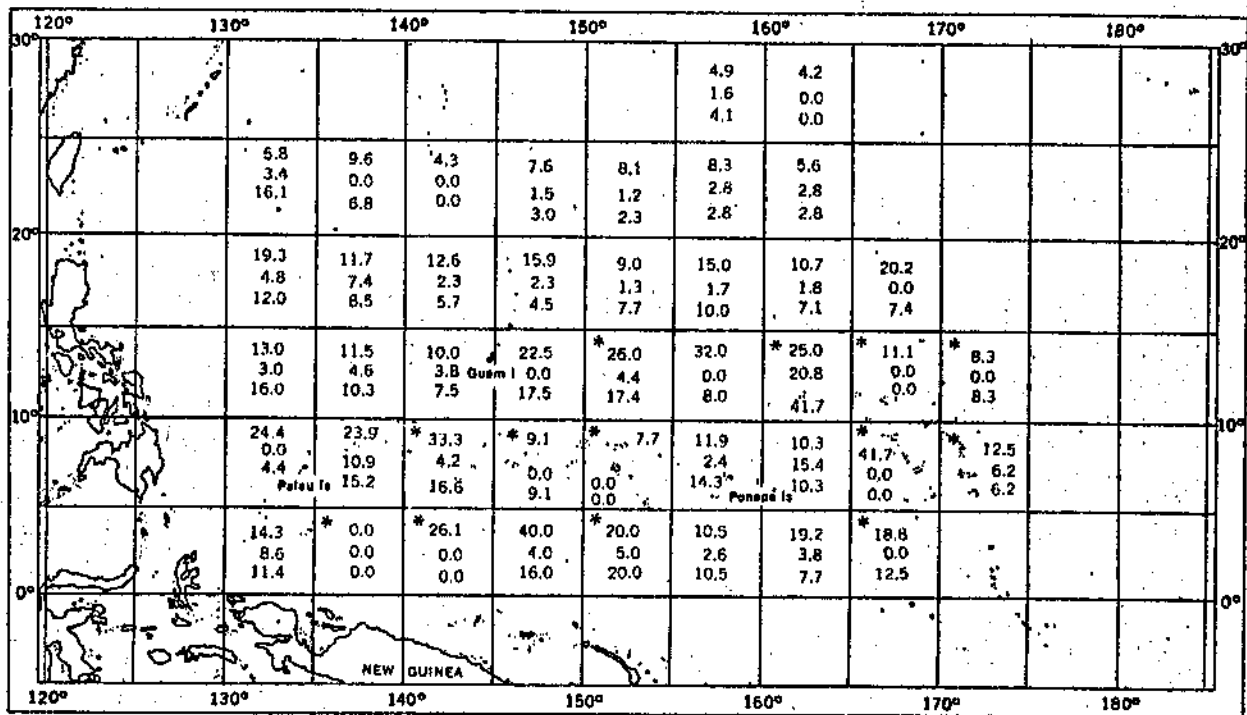 120° 130° 140° 150° 160° 170° 180°
30° 30°
4.9 4.2
1.6 0.0
4.1 0.0
5.8 9.6 4.3 7.6 8.1 8.3 5.6
3.4 0.0 0.0 1.5 1.2 2.8 2.8
16.1 6.8 0.0 3.0 2.3 2.8 2.8
20° 20°
19.3 11.7 12.6 15.9 9.0 15.0 10.7 20.2
4.8 7.4 2.3 2.3 1.3 1.7 1.8 0.0
12.0 8.5 5.7 4.5 7.7 10.0 7.1 7.4
13.0 11.5 10.0 22.5 * 26.0 32.0 * 25.0 * 11.1 * 8.3
3.0 4.6 3.8 Guam I 0.0 4.4 0.0 20.8 0.0 0.0
16.0 10.3 7.5 17.5 17.4 8.0 41.7 0.0 8.3
10° 10°
24.4 23.9 * 33.3 * 9.1 * 7.7 11.9 10.3 * 41.7 * 12.5
0.0 10.9 4.2 0.0 0.0 2.4 15.4 0.0 6.2
4.4 15.2 16.6 9.1 0.0 14.3 10.3 0.0 6.2
Palau Is Ponape Is
14.3 * 0.0 * 26.1 40.0 * 20.0 10.5 19.2 * 18.8
8.6 0.0 0.0 4.0 5.0 2.6 3.8 0.0
11.4 0.0 0.0 16.0 20.0 10.5 7.7 12.5
0° 0°
NEW GUINEA
120° 130° 140° 150° 160° 170° 180°